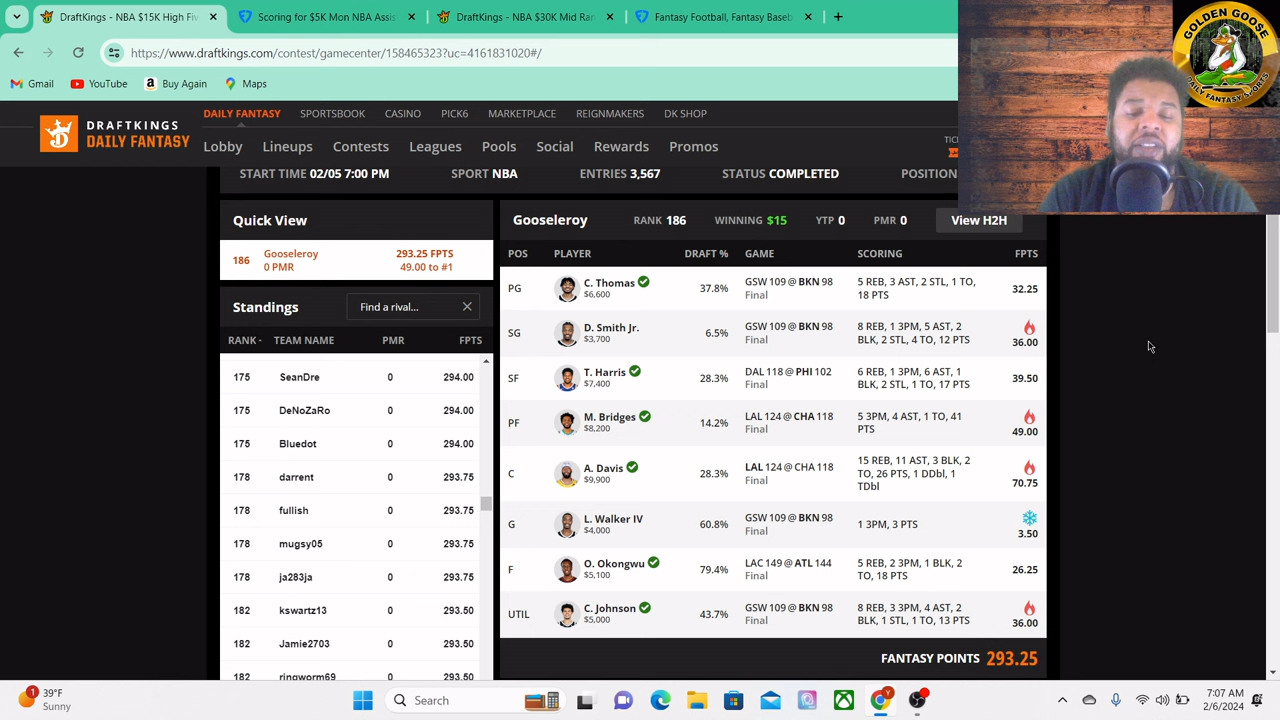 DraftKings - NBA $15K High Fiv
Scoring for $5K Mon NBA Assis
DraftKings - NBA $30K Mid Ran
Fantasy Football, Fantasy Baseb
https://www.draftkings.com/contest/gamecenter/158465323?uc=4161831020#/
Gmail YouTube Buy Again Maps
GOLDEN GOOSE
DAILY FANTASY SPORTS
DAILY FANTASY SPORTSBOOK CASINO PICK6 MARKETPLACE REIGNMAKERS DK SHOP
DRAFTKINGS
DAILY FANTASY
Lobby Lineups Contests Leagues Pools Social Rewards Promos
START TIME 02/05 7:00 PM SPORT NBA ENTRIES 3,567 STATUS COMPLETED POSITION
Quick View
186 Gooseleroy 293.25 FPTS
0 PMR 49.00 to #1
Standings Find a rival...
RANK TEAM NAME PMR FPTS
175 SeanDre 0 294.00
175 DeNoZaRo 0 294.00
175 Bluedot 0 294.00
178 darrent 0 293.75
178 fullish 0 293.75
178 mugsy05 0 293.75
178 ja283ja 0 293.75
182 kswartz13 0 293.50
182 Jamie2703 0 293.50
182 ringworm69 0 293.50
Gooseleroy RANK 186 WINNING $15 YTP 0 PMR 0 View H2H
POS PLAYER DRAFT % GAME SCORING FPTS
PG C. Thomas 37.8% GSW 109 @ BKN 98 5 REB, 3 AST, 2 STL, 1 TO, 32.25
$6,600 Final 18 PTS
SG D. Smith Jr. 6.5% GSW 109 @ BKN 98 8 REB, 1 3PM, 5 AST, 2
$3,700 Final BLK, 2 STL, 4 TO, 12 PTS 36.00
SF T. Harris 28.3% DAL 118 @ PHI 102 6 REB, 1 3PM, 6 AST, 1 39.50
$7,400 Final BLK, 2 STL, 1 TO, 17 PTS
PF M. Bridges 14.2% LAL 124 @ CHA 118 5 3PM, 4 AST, 1 TO, 41
$8,200 Final PTS 49.00
C A. Davis 28.3% LAL 124 @ CHA 118 15 REB, 11 AST, 3 BLK, 2
$9,900 Final TO, 26 PTS, 1 DDbl, 1 70.75
TDbl
G L. Walker IV 60.8% GSW 109 @ BKN 98 1 3PM, 3 PTS
$4,000 Final 3.50
F O. Okongwu 79.4% LAC 149 @ ATL 144 5 REB, 2 3PM, 1 BLK, 2 26.25
$5,100 Final TO, 18 PTS
UTIL C. Johnson 43.7% GSW 109 @ BKN 98 8 REB, 3 3PM, 4 AST, 2
$5,000 Final BLK, 1 STL, 1 TO, 13 PTS 36.00
FANTASY POINTS 293.25
1 39°F
Sunny
Search
7:07 AM
2/6/2024